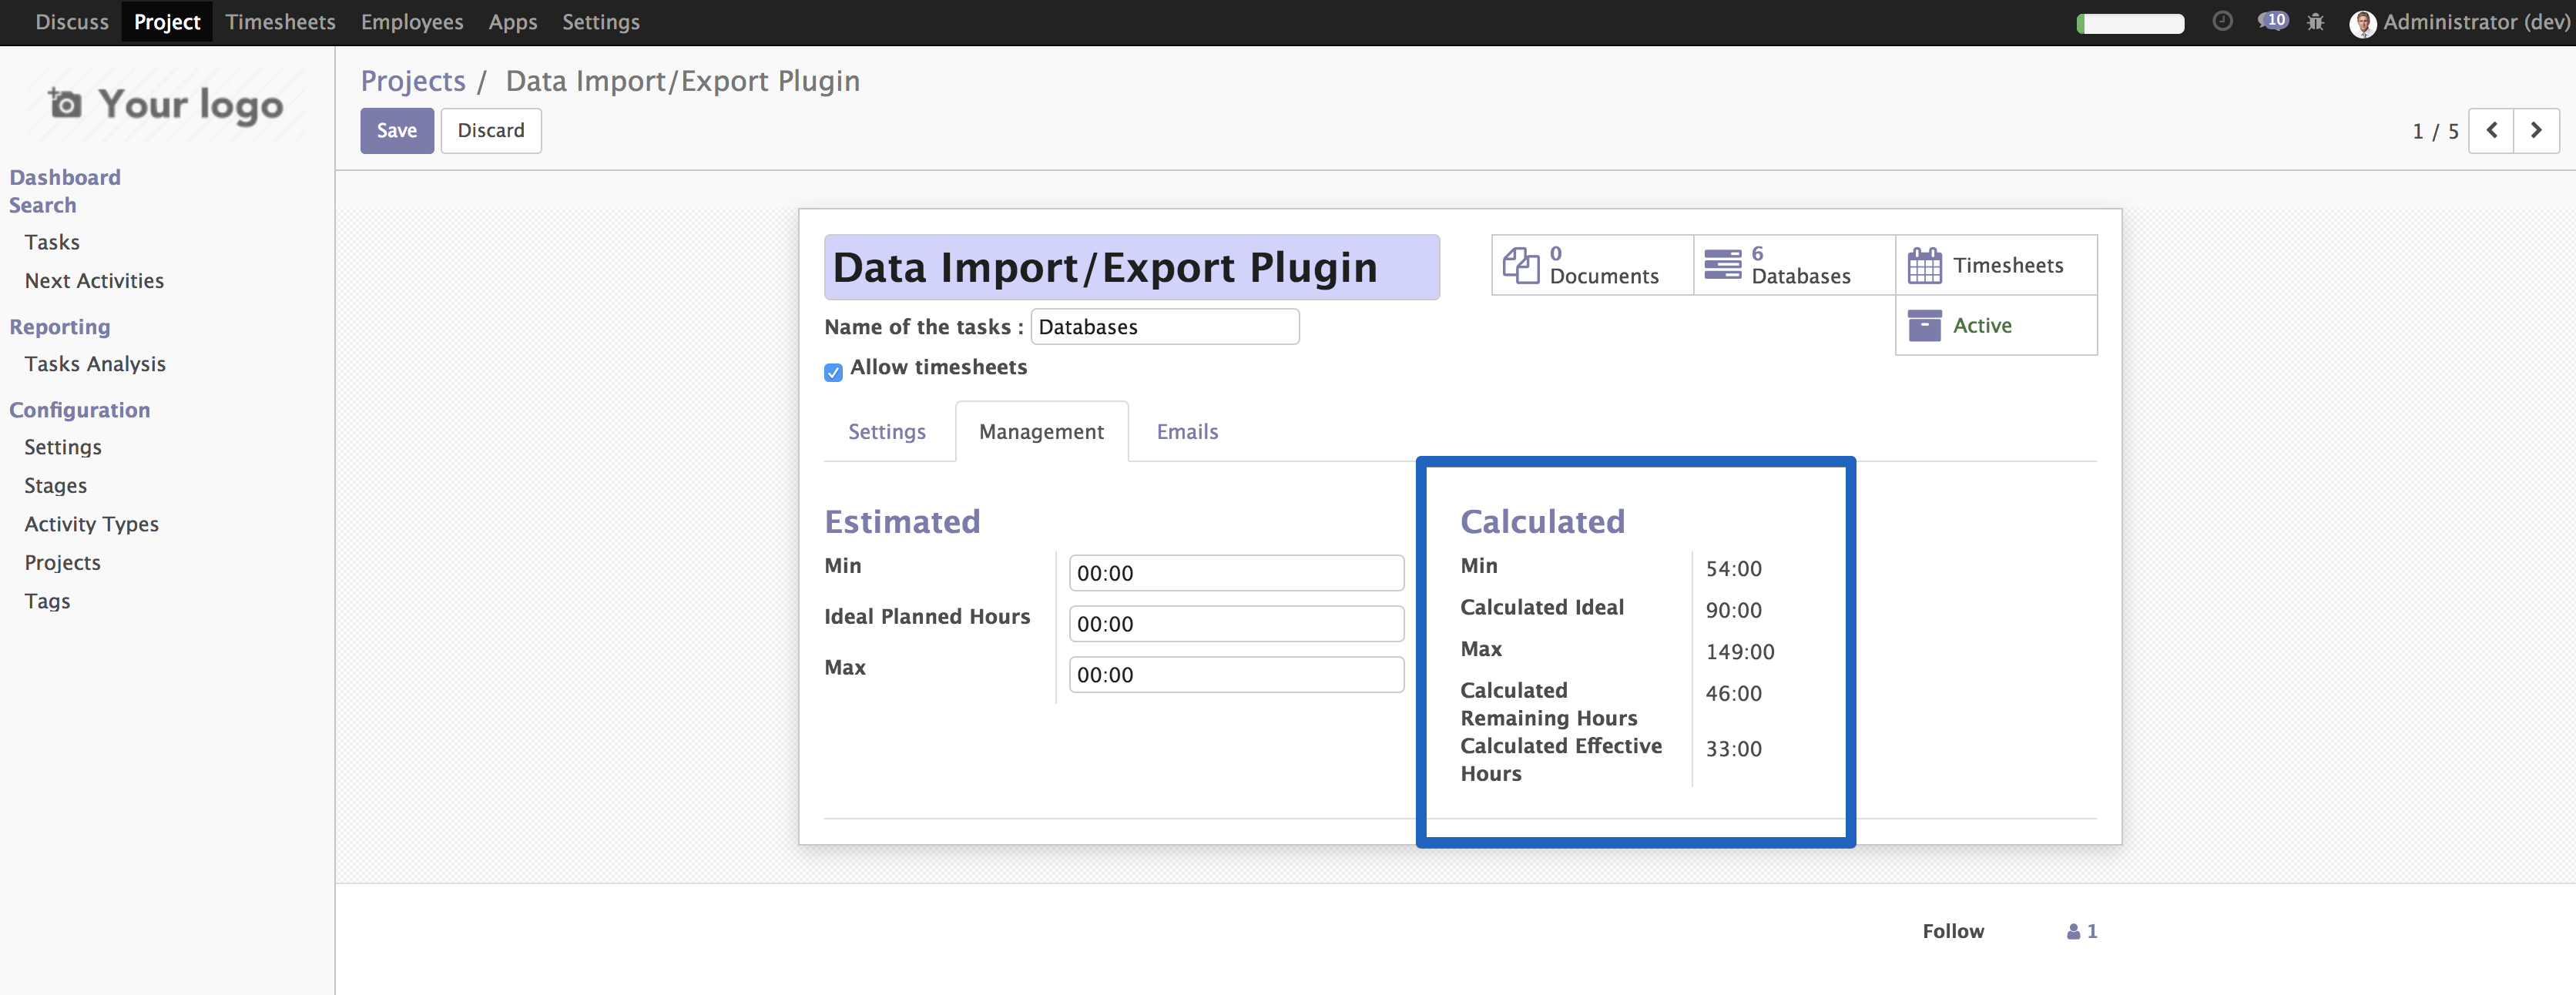 Discuss Project Timesheets Employees Apps Settings 10 Administrator (dev)
Your logo
Dashboard
Search
Tasks
Next Activities
Reporting
Tasks Analysis
Configuration
Settings
Stages
Activity Types
Projects
Tags
Projects / Data Import/Export Plugin
Save Discard
1 / 5
Data Import/Export Plugin
0
Documents
6
Databases
Timesheets
Active
Name of the tasks : Databases
Allow timesheets
Settings Management Emails
Estimated
Min 00:00
Ideal Planned Hours 00:00
Max 00:00
Calculated
Min 54:00
Calculated Ideal 90:00
Max 149:00
Calculated 46:00
Remaining Hours
Calculated Effective 33:00
Hours
Follow 1